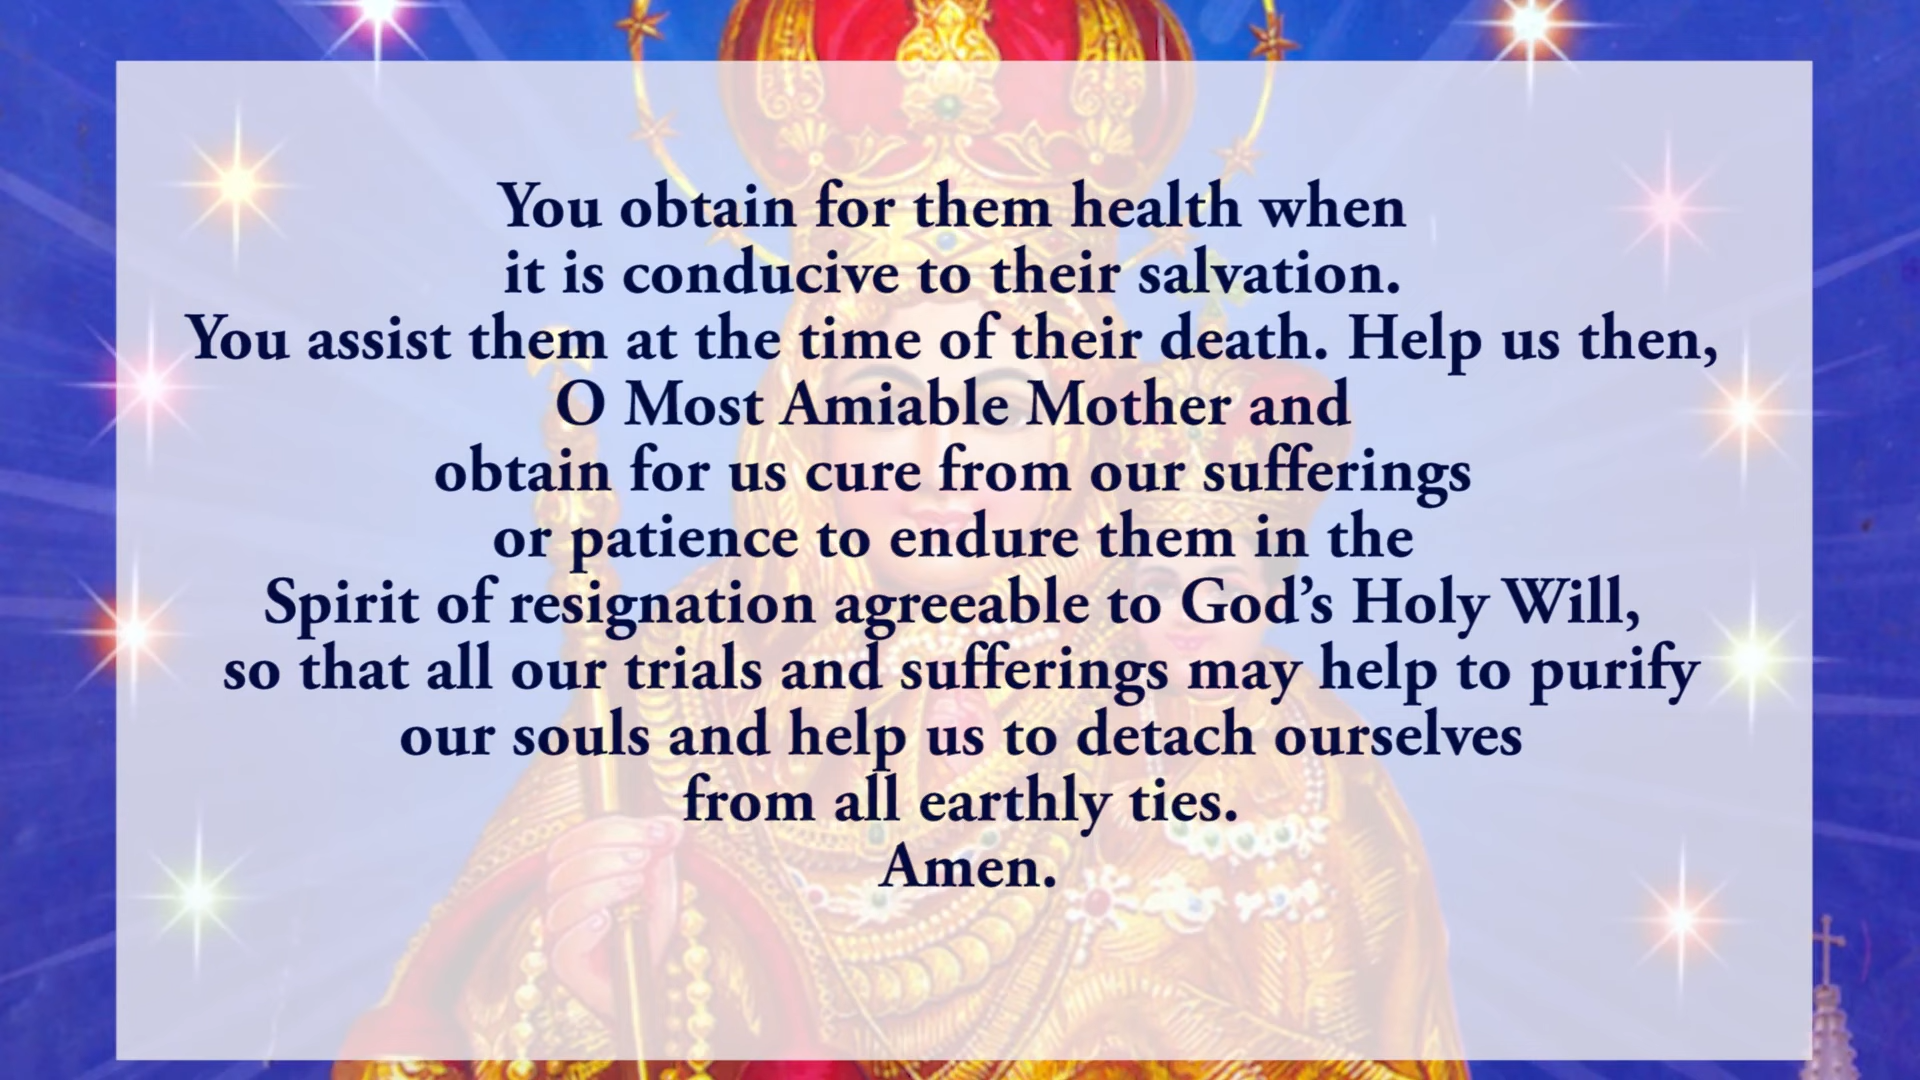 You obtain for them health when
it is conducive to their salvation.
You assist them at the time of their death. Help us then,
O Most Amiable Mother and
obtain for us cure from our sufferings
or patience to endure them in the
Spirit of resignation agreeable to God’s Holy Will,
so that all our trials and sufferings may help to purify
our souls and help us to detach ourselves
from all earthly ties.
Amen.